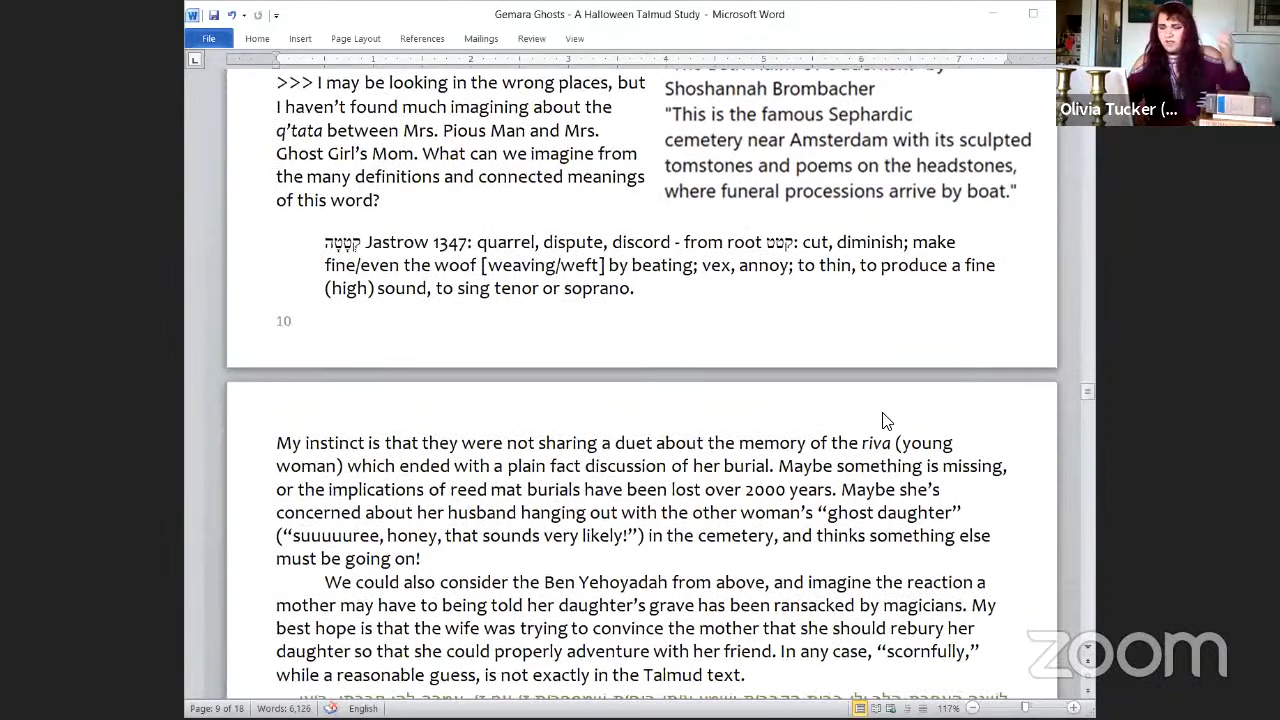 Gemara Ghosts - A Halloween Talmud Study - Microsoft Word
File Home Insert Page Layout References Mailings Review View
1 2 3 4 5 6 7
>>> I may be looking in the wrong places, but
I haven't found much imagining about the
q'tata between Mrs. Pious Man and Mrs.
Ghost Girl's Mom. What can we imagine from
the many definitions and connected meanings
of this word?
Shoshannah Brombacher
"This is the famous Sephardic
cemetery near Amsterdam with its sculpted
tomstones and poems on the headstones,
where funeral processions arrive by boat."
קְטָטָה Jastrow 1347: quarrel, dispute, discord - from root קטט: cut, diminish; make
fine/even the woof [weaving/weft] by beating; vex, annoy; to thin, to produce a fine
(high) sound, to sing tenor or soprano.
10
My instinct is that they were not sharing a duet about the memory of the riva (young
woman) which ended with a plain fact discussion of her burial. Maybe something is missing,
or the implications of reed mat burials have been lost over 2000 years. Maybe she's
concerned about her husband hanging out with the other woman's “ghost daughter”
(“suuuuuree, honey, that sounds very likely!”) in the cemetery, and thinks something else
must be going on!
We could also consider the Ben Yehoyadah from above, and imagine the reaction a
mother may have to being told her daughter's grave has been ransacked by magicians. My
best hope is that the wife was trying to convince the mother that she should rebury her
daughter so that she could properly adventure with her friend. In any case, “scornfully,”
while a reasonable guess, is not exactly in the Talmud text.
Page: 9 of 18 Words: 6,126 English 117%
Olivia Tucker (...
zoom